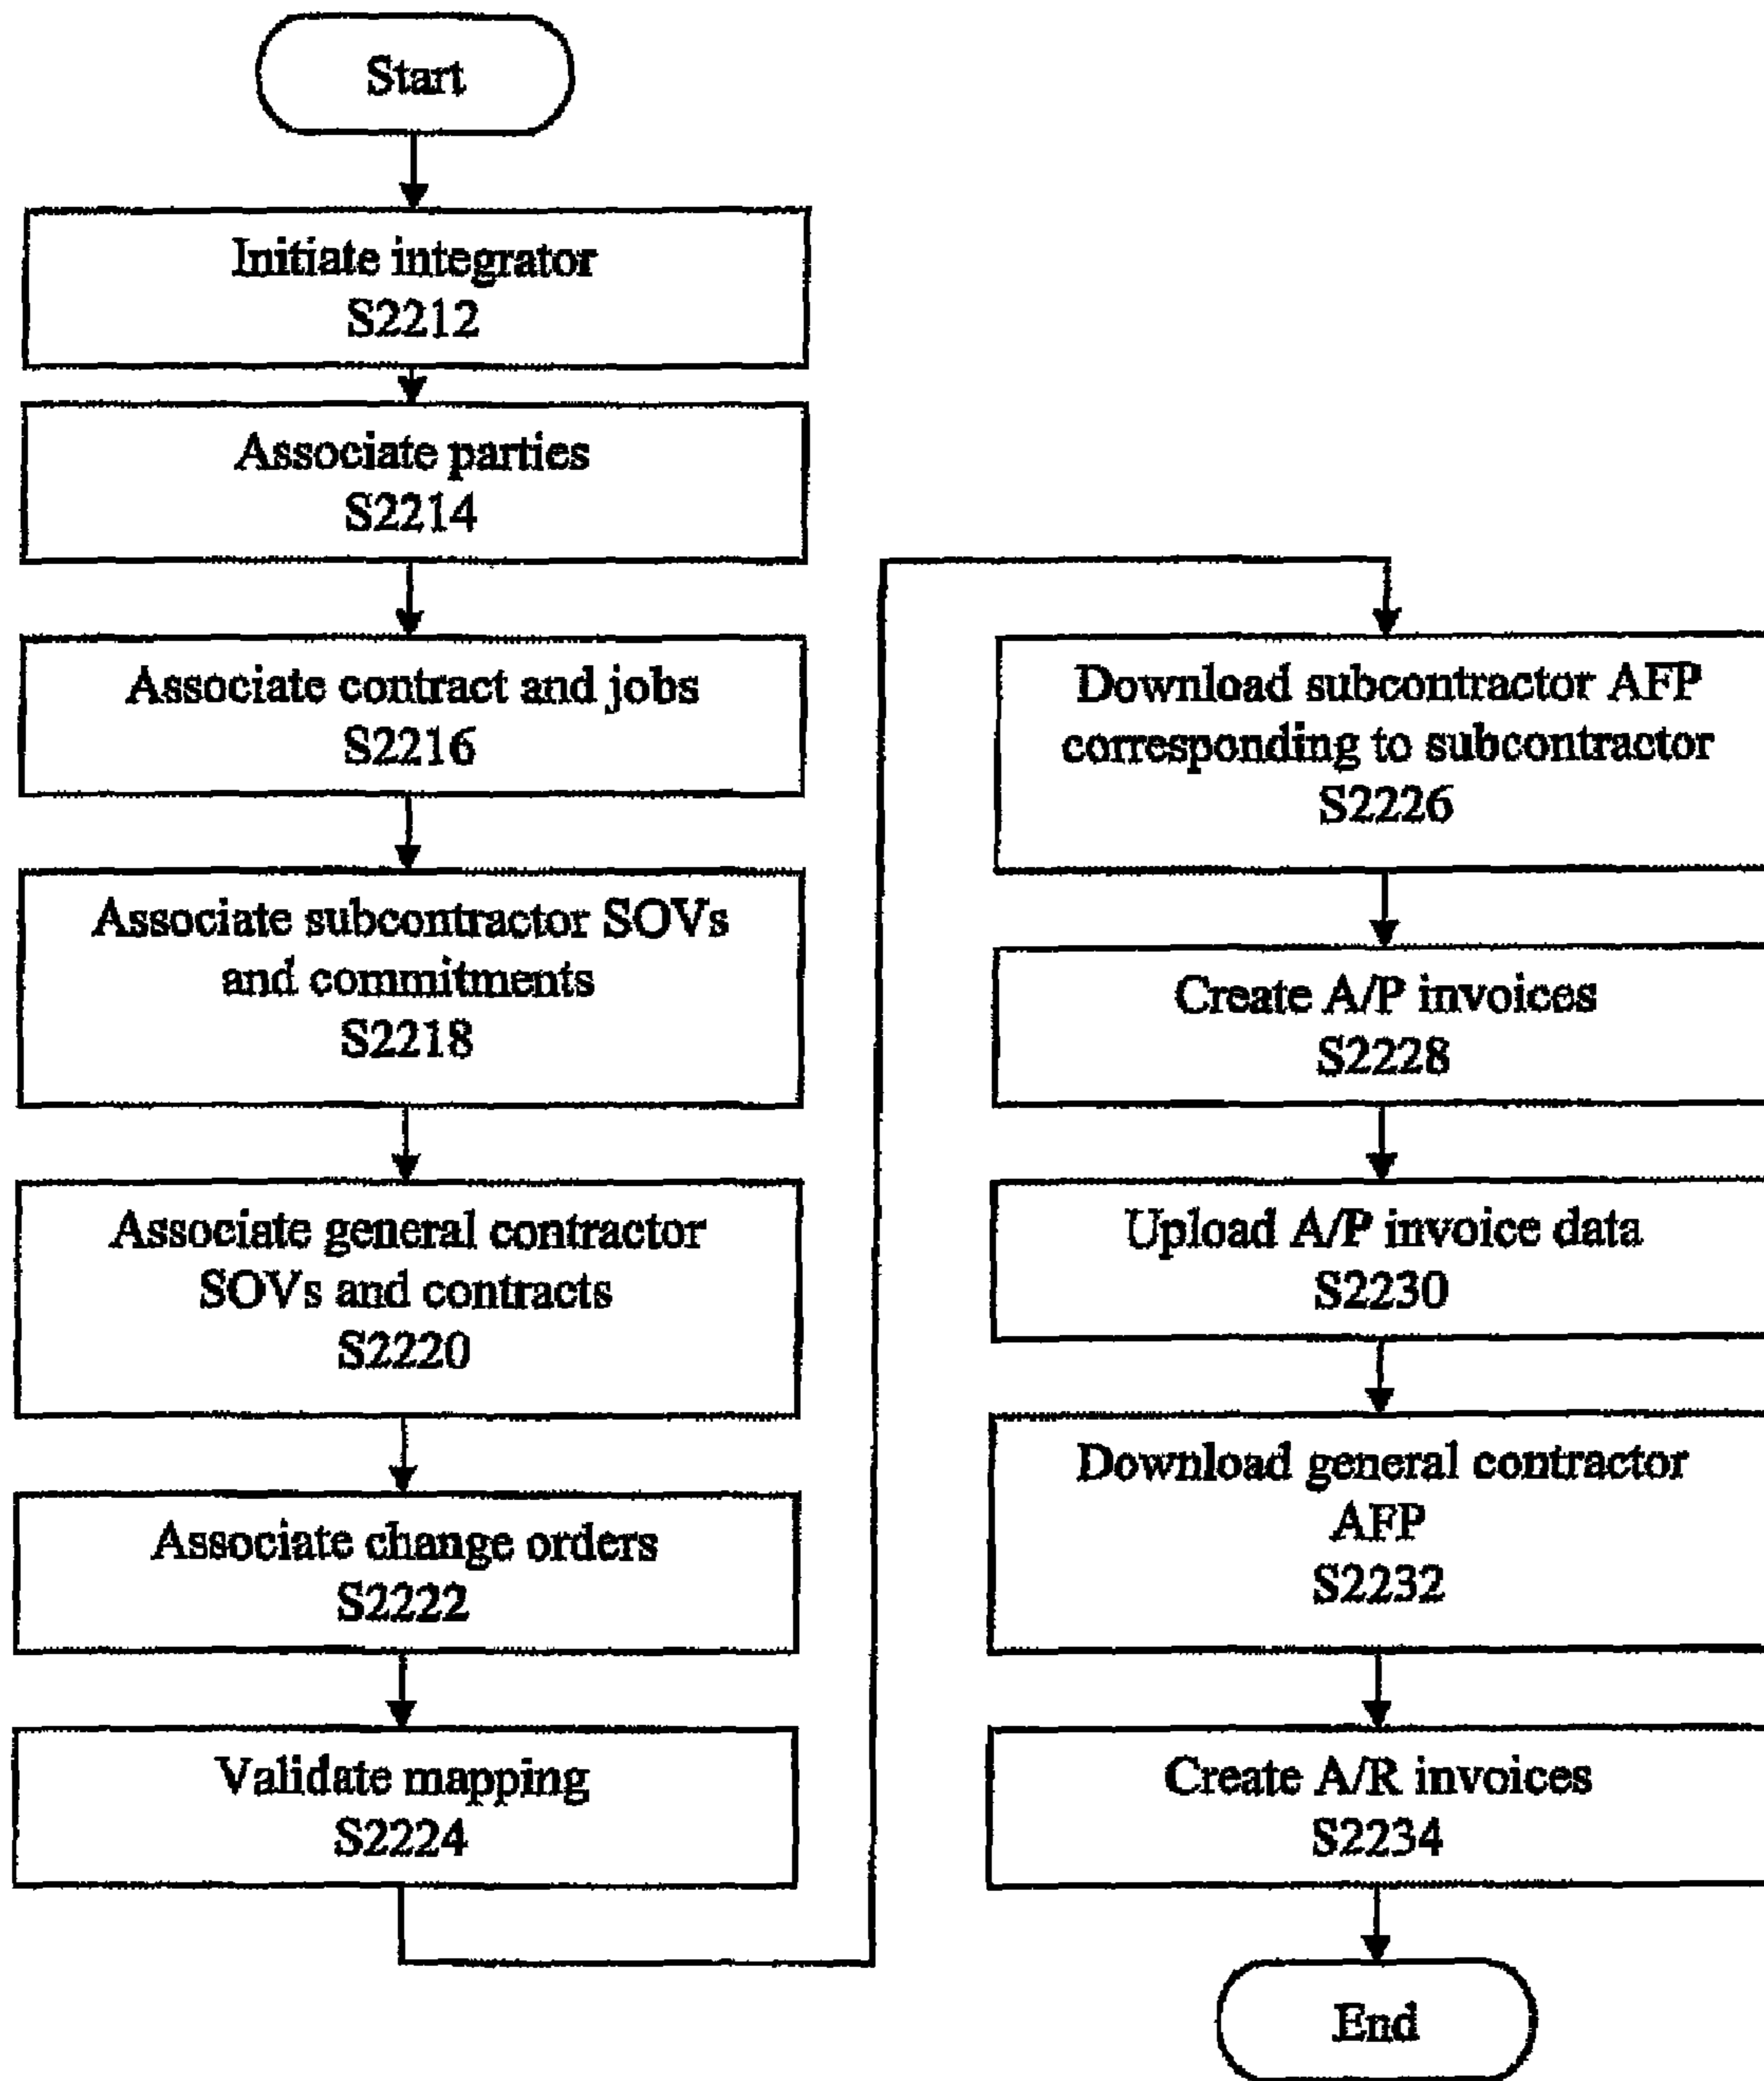 Start
Initiate integrator
S2212
Associate parties
S2214
Associate contract and jobs
S2216
Associate subcontractor SOVs
and commitments
S2218
Associate general contractor
SOVs and contracts
S2220
Associate change orders
S2222
Validate mapping
S2224
Download subcontractor AFP
corresponding to subcontractor
S2226
Create A/P invoices
S2228
Upload A/P invoice data
S2230
Download general contractor
AFP
S2232
Create A/R invoices
S2234
End